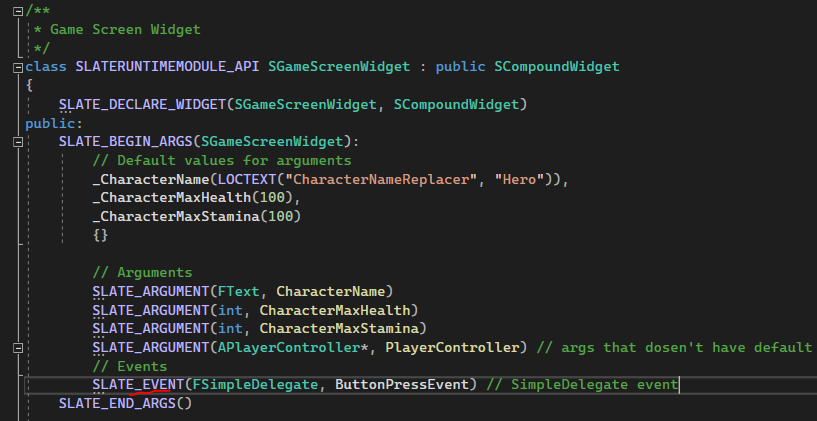 /**
* Game Screen Widget
*/
class SLATERUNTIMEMODULE_API SGameScreenWidget : public SCompoundWidget
{
SLATE_DECLARE_WIDGET(SGameScreenWidget, SCompoundWidget)
public:
SLATE_BEGIN_ARGS(SGameScreenWidget):
// Default values for arguments
_CharacterName(LOCTEXT("CharacterNameReplacer", "Hero")),
_CharacterMaxHealth(100),
_CharacterMaxStamina(100)
{}
// Arguments
SLATE_ARGUMENT(FText, CharacterName)
SLATE_ARGUMENT(int, CharacterMaxHealth)
SLATE_ARGUMENT(int, CharacterMaxStamina)
SLATE_ARGUMENT(APlayerController*, PlayerController) // args that dosen't have default
// Events
SLATE_EVENT(FSimpleDelegate, ButtonPressEvent) // SimpleDelegate event
SLATE_END_ARGS()